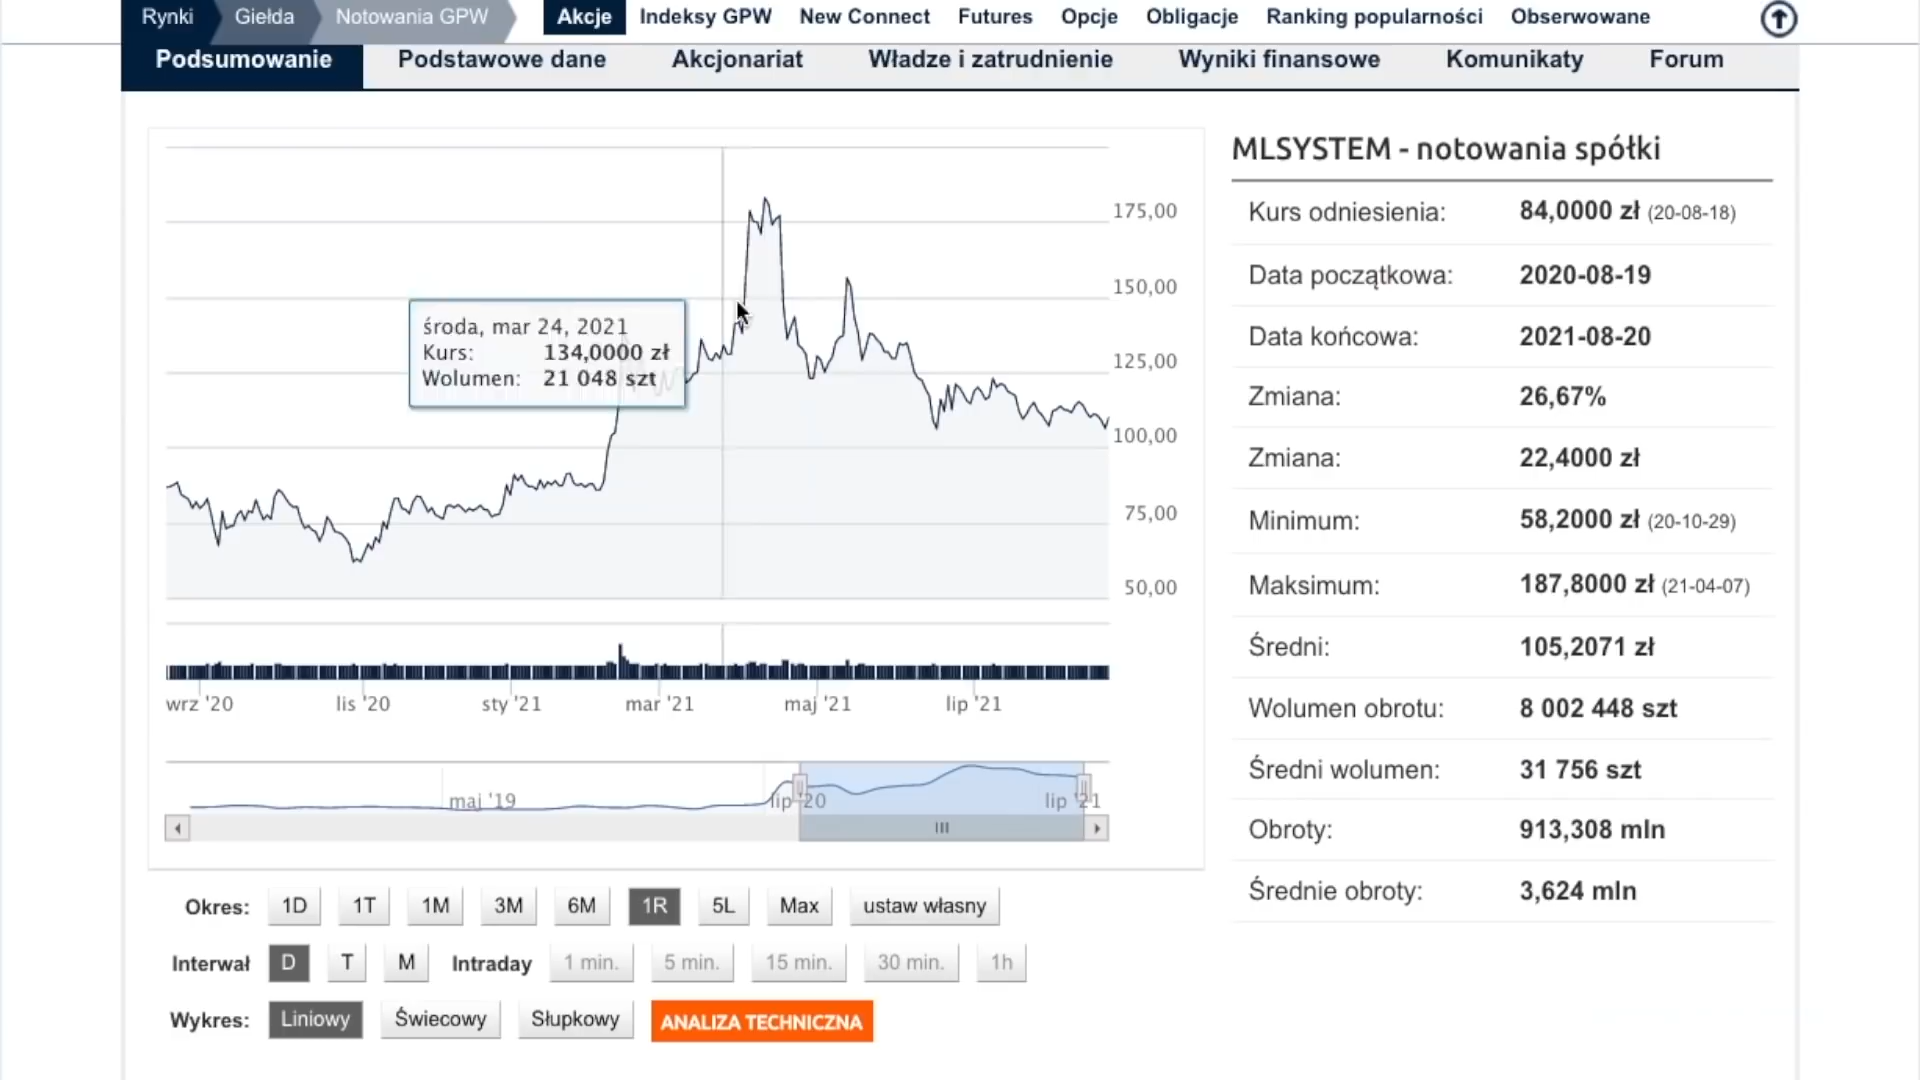 Rynki Giełda Notowania GPW Akcje Indeksy GPW New Connect Futures Opcje Obligacje Ranking popularności Obserwowane
Podsumowanie Podstawowe dane Akcjonariat Władze i zatrudnienie Wyniki finansowe Komunikaty Forum
175,00
150,00
125,00
100,00
75,00
50,00
środa, mar 24, 2021
Kurs: 134,0000 zł
Wolumen: 21 048 szt
wrz '20 lis '20 sty '21 mar '21 maj '21 lip '21
maj '19 lip '20 lip '21
Okres: 1D 1T 1M 3M 6M 1R 5L Max ustaw własny
Interwał D T M Intraday 1 min. 5 min. 15 min. 30 min. 1h
Wykres: Liniowy Świecowy Słupkowy ANALIZA TECHNICZNA
MLSYSTEM - notowania spółki
Kurs odniesienia: 84,0000 zł (20-08-18)
Data początkowa: 2020-08-19
Data końcowa: 2021-08-20
Zmiana: 26,67%
Zmiana: 22,4000 zł
Minimum: 58,2000 zł (20-10-29)
Maksimum: 187,8000 zł (21-04-07)
Średni: 105,2071 zł
Wolumen obrotu: 8 002 448 szt
Średni wolumen: 31 756 szt
Obroty: 913,308 mln
Średnie obroty: 3,624 mln